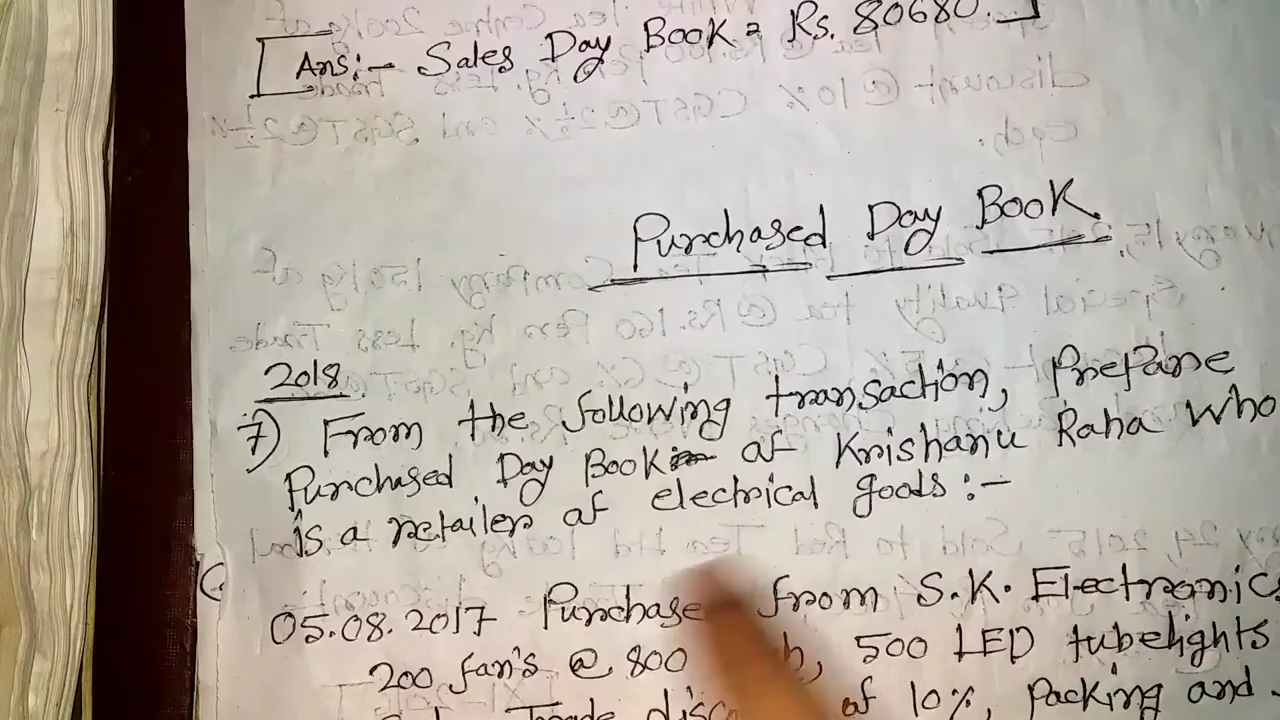 [Ans:- Sales Day Book = Rs. 80680.]
Purchased Day Book
2018
7) From the following transaction, Prepare
Purchased Day Book of Krishanu Raha who
is a retailer of electrical goods :-
05.08.2017 Purchase from S.K. Electronics
200 fan's @ 800 500 LED tubelights
Trade of 10%, Packing and